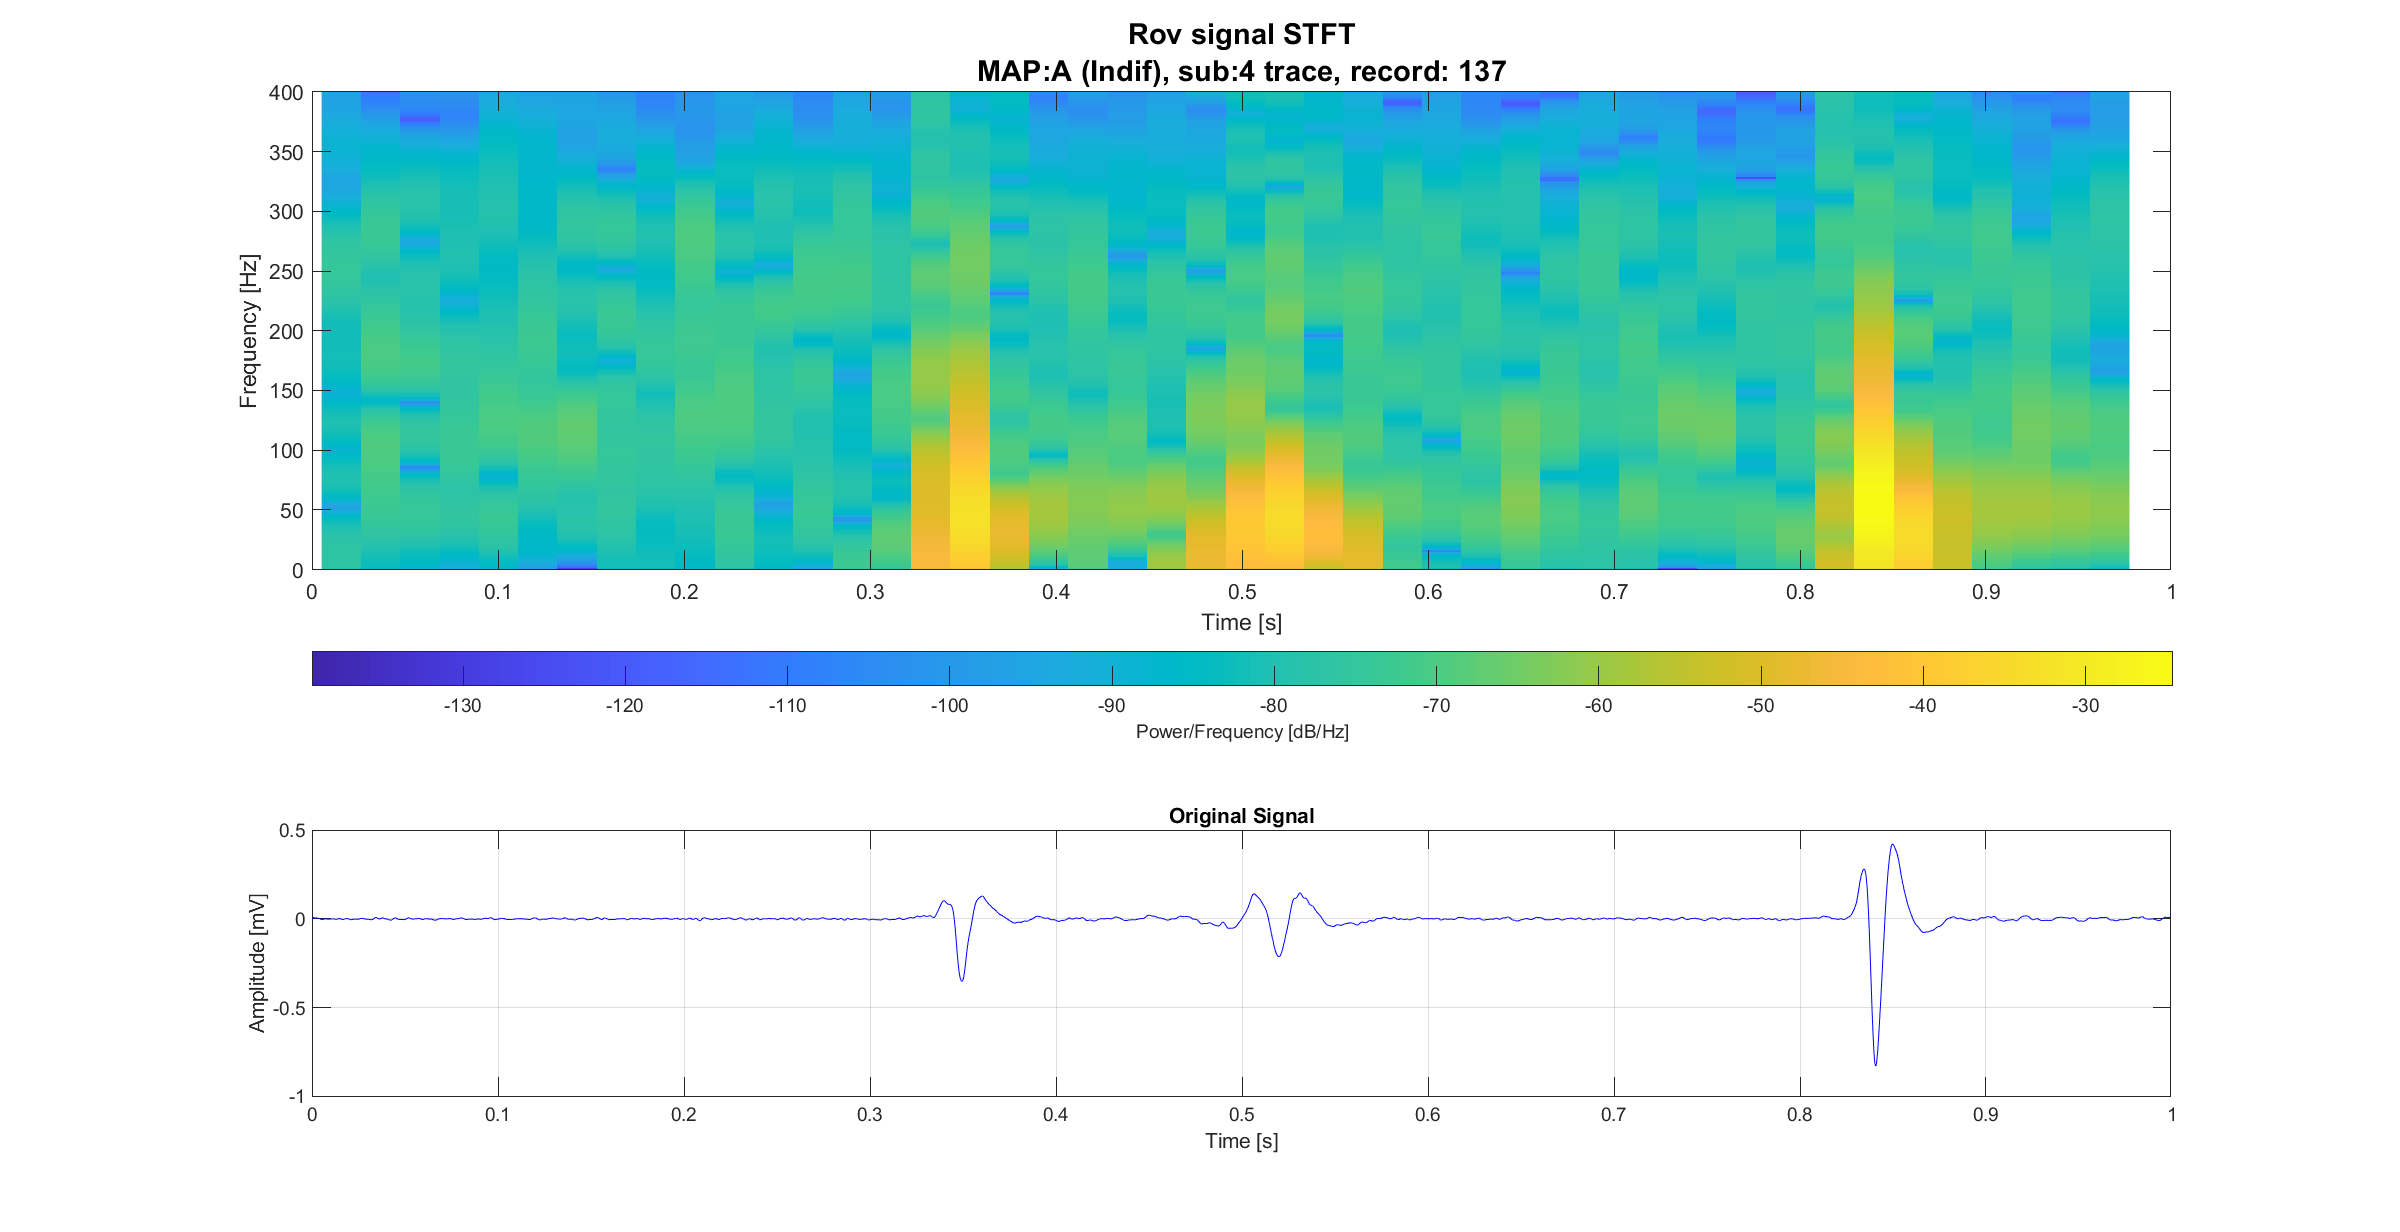 Rov signal STFT
MAP:A (Indif), sub:4 trace, record: 137
400
350
300
250
200
150
100
50
0
Frequency [Hz]
0 0.1 0.2 0.3 0.4 0.5 0.6 0.7 0.8 0.9 1
Time [s]
-130 -120 -110 -100 -90 -80 -70 -60 -50 -40 -30
Power/Frequency [dB/Hz]
Original Signal
0.5
0
-0.5
-1
Amplitude [mV]
0 0.1 0.2 0.3 0.4 0.5 0.6 0.7 0.8 0.9 1
Time [s]